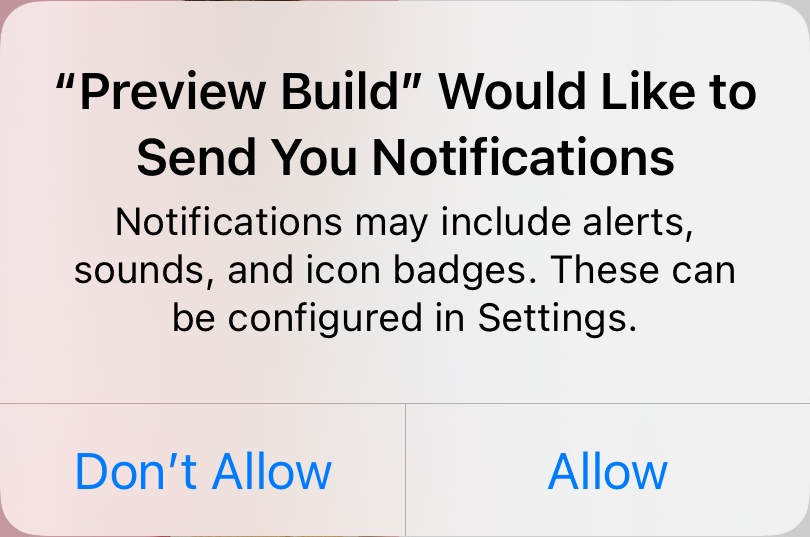 “Preview Build” Would Like to
Send You Notifications
Notifications may include alerts,
sounds, and icon badges. These can
be configured in Settings.
Don’t Allow
Allow